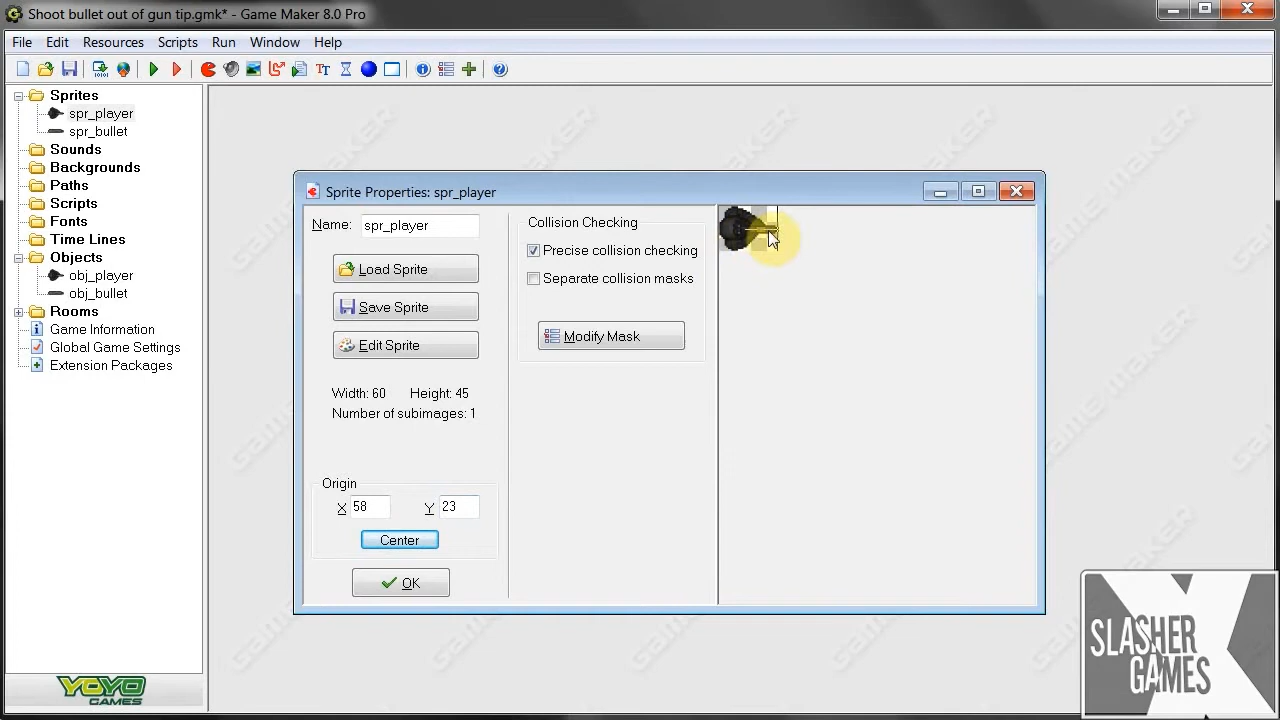 Shoot bullet out of gun tip.gmk* - Game Maker 8.0 Pro
File Edit Resources Scripts Run Window Help
Sprites
spr_player
spr_bullet
Sounds
Backgrounds
Paths
Scripts
Fonts
Time Lines
Objects
obj_player
obj_bullet
Rooms
Game Information
Global Game Settings
Extension Packages
YOYO
GAMES
Sprite Properties: spr_player
Name: spr_player
Load Sprite
Save Sprite
Edit Sprite
Width: 60 Height: 45
Number of subimages: 1
Origin
X 58 Y 23
Center
OK
Collision Checking
Precise collision checking
Separate collision masks
Modify Mask
GAME MAKER
SLASHER
GAMES